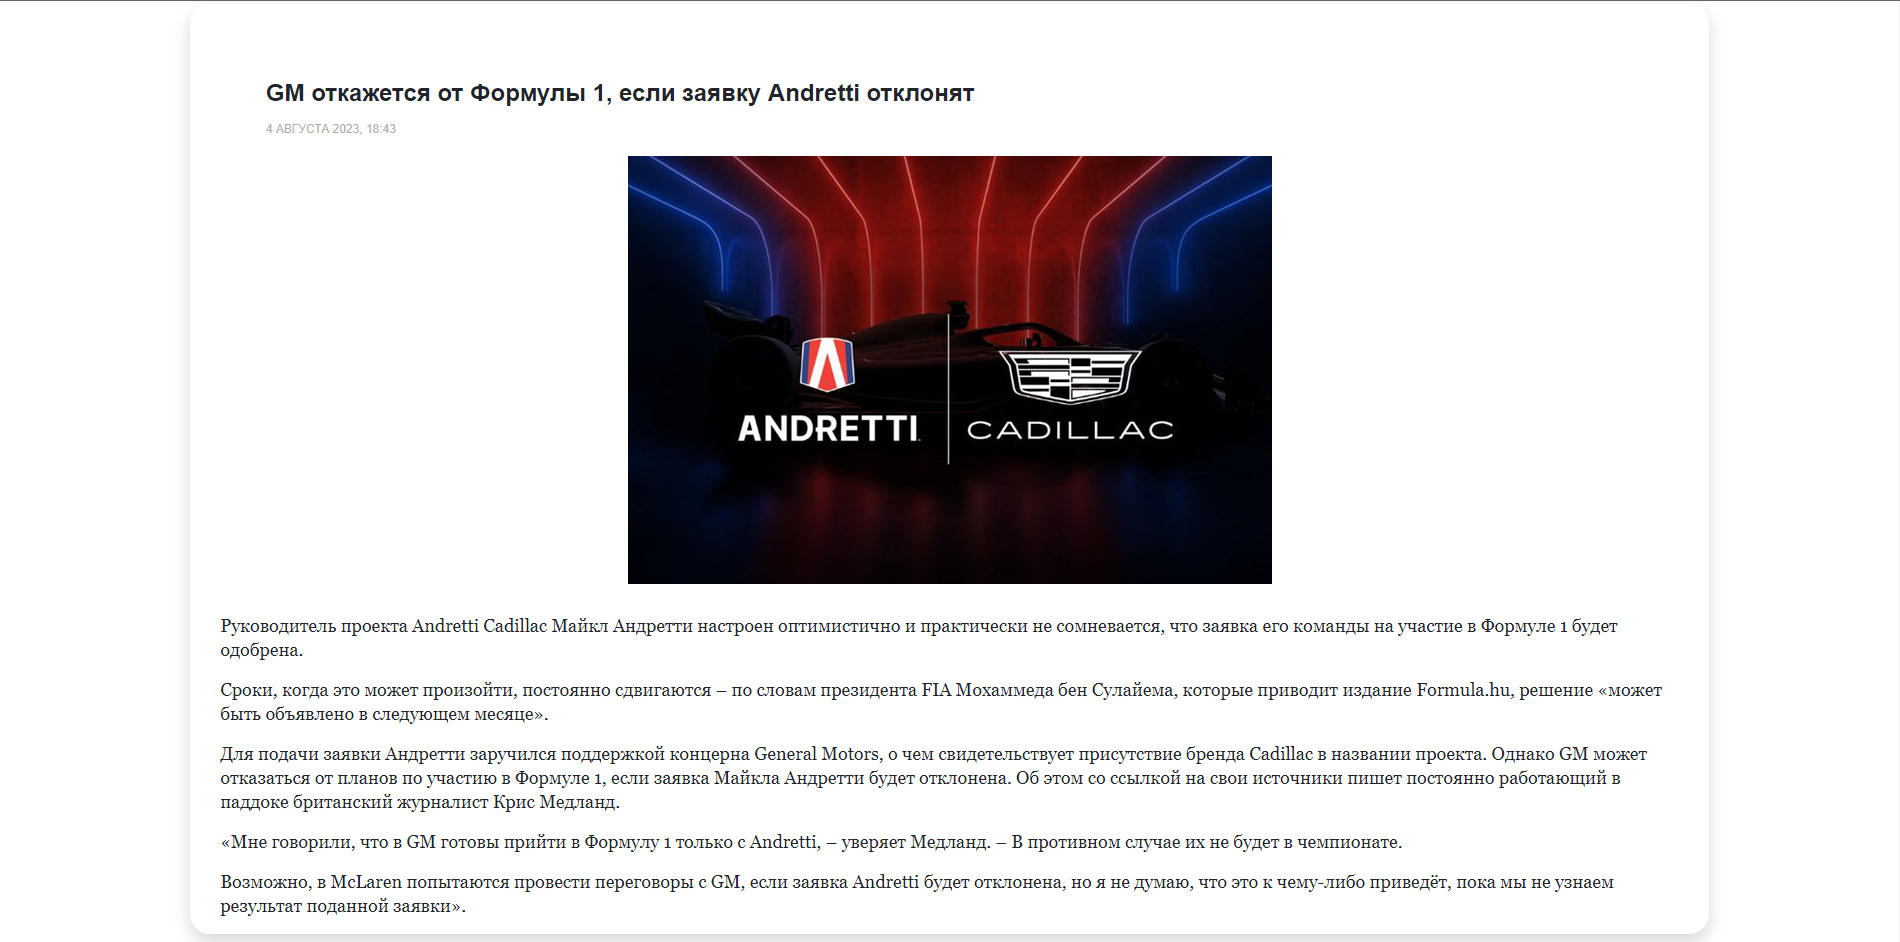 GM откажется от Формулы 1, если заявку Andretti отклонят
4 АВГУСТА 2023, 18:43
ANDRETTI
CADILLAC
Руководитель проекта Andretti Cadillac Майкл Андретти настроен оптимистично и практически не сомневается, что заявка его команды на участие в Формуле 1 будет
одобрена.
Сроки, когда это может произойти, постоянно сдвигаются – по словам президента FIA Мохаммеда бен Сулайема, которые приводит издание Formula.hu, решение «может
быть объявлено в следующем месяце».
Для подачи заявки Андретти заручился поддержкой концерна General Motors, о чем свидетельствует присутствие бренда Cadillac в названии проекта. Однако GM может
отказаться от планов по участию в Формуле 1, если заявка Майкла Андретти будет отклонена. Об этом со ссылкой на свои источники пишет постоянно работающий в
паддоке британский журналист Крис Медланд.
«Мне говорили, что в GM готовы прийти в Формулу 1 только с Andretti, – уверяет Медланд. – В противном случае их не будет в чемпионате.
Возможно, в McLaren попытаются провести переговоры с GM, если заявка Andretti будет отклонена, но я не думаю, что это к чему-либо приведёт, пока мы не узнаем
результат поданной заявки».